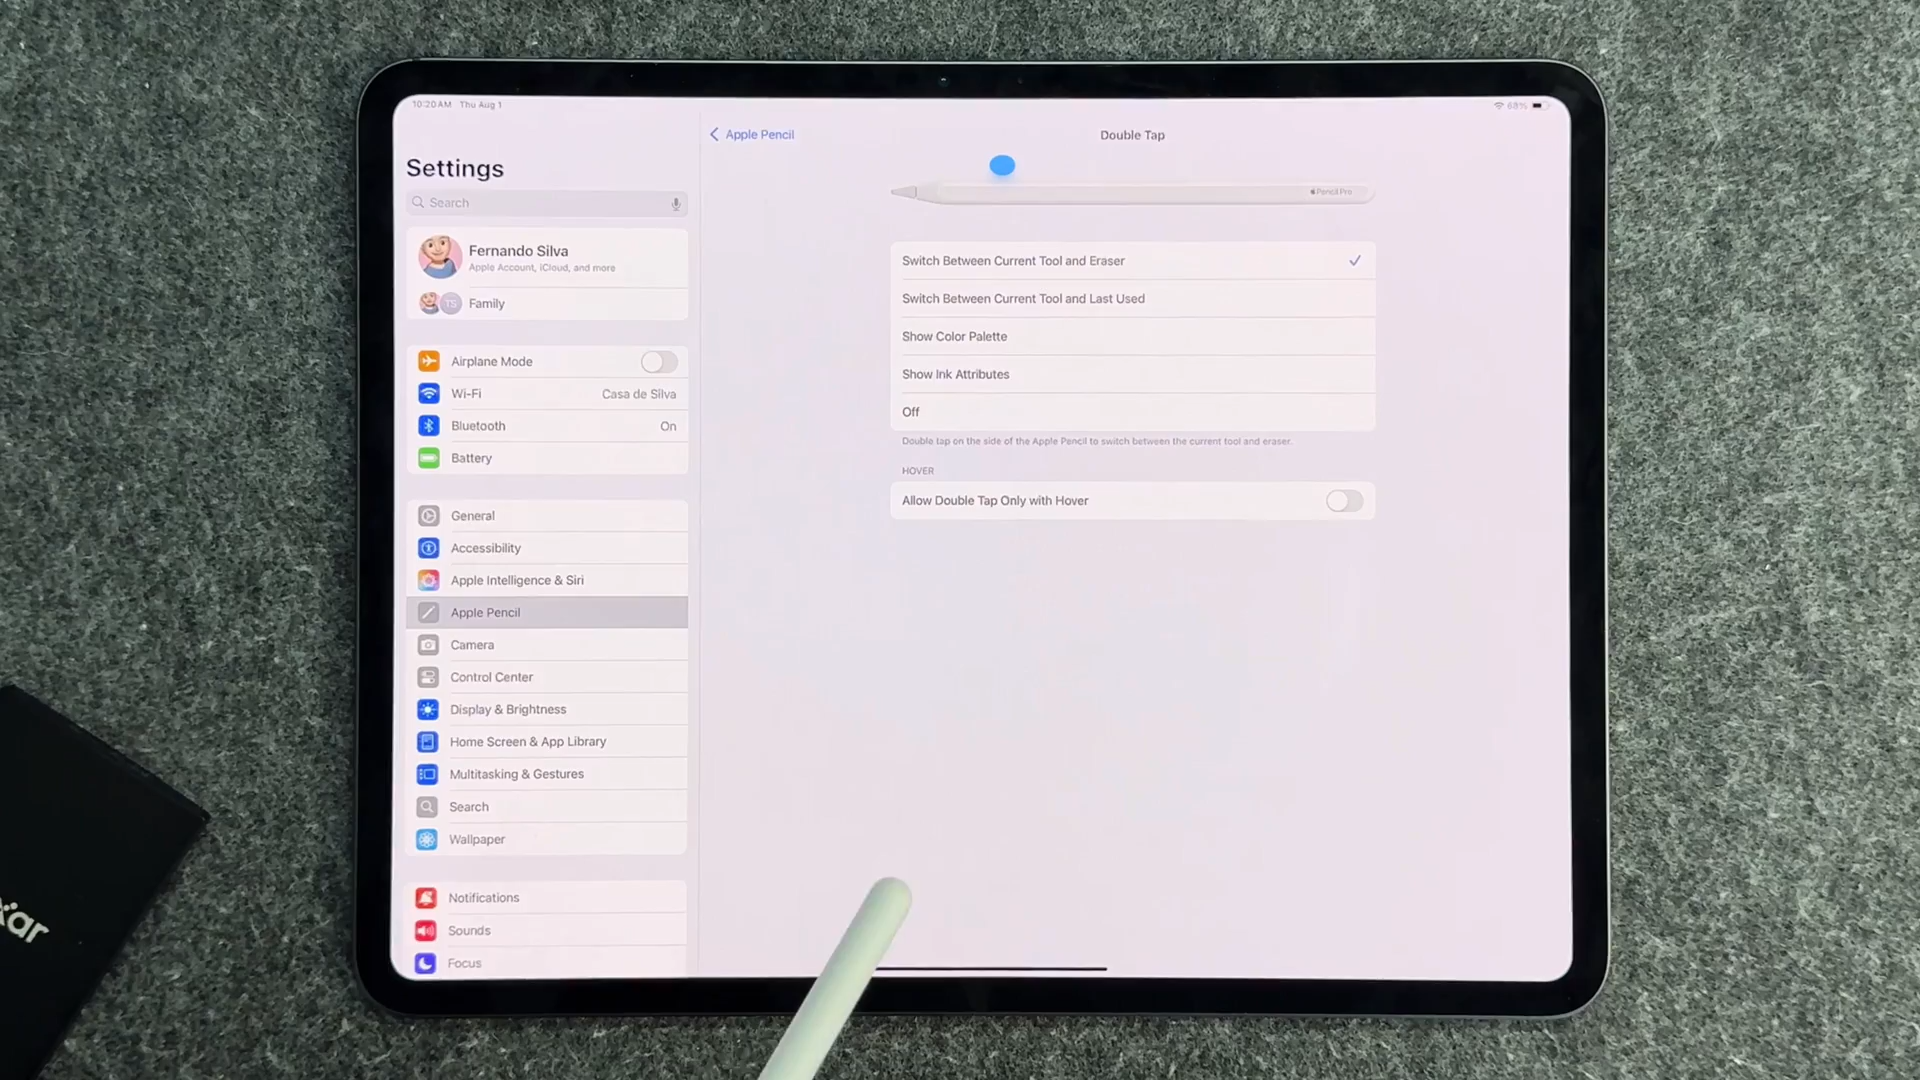 10:20 AM Thu Aug 1
68%
Settings
Search
Fernando Silva
Apple Account, iCloud, and more
TS
Family
Airplane Mode
Wi-Fi
Casa de Silva
Bluetooth
On
Battery
General
Accessibility
Apple Intelligence & Siri
Apple Pencil
Camera
Control Center
Display & Brightness
Home Screen & App Library
Multitasking & Gestures
Search
Wallpaper
Notifications
Sounds
Focus
Apple Pencil
Double Tap
Pencil Pro
Switch Between Current Tool and Eraser
Switch Between Current Tool and Last Used
Show Color Palette
Show Ink Attributes
Off
Double tap on the side of the Apple Pencil to switch between the current tool and eraser.
HOVER
Allow Double Tap Only with Hover